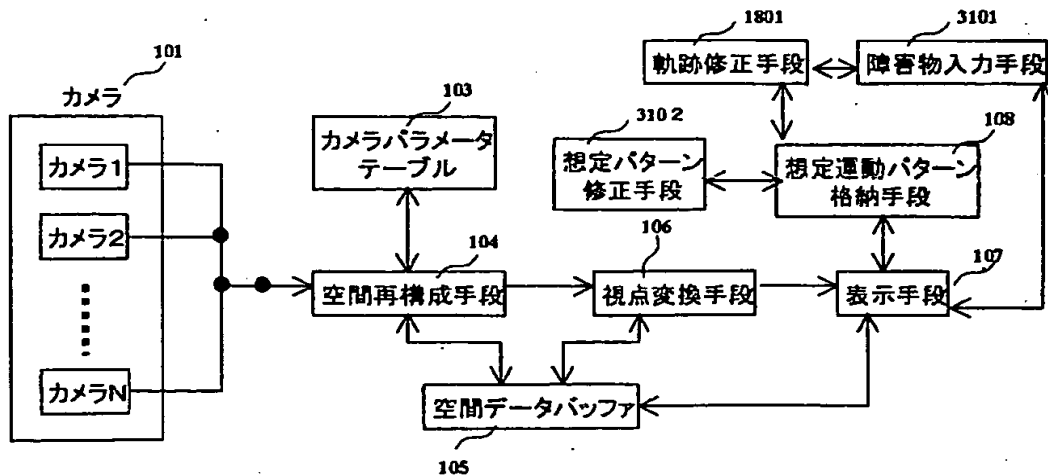 101
カメラ
カメラ1
カメラ2
カメラN
103
カメラパラメータ
テーブル
1801
軌跡修正手段
3101
障害物入力手段
3102
想定パターン
修正手段
108
想定運動パターン
格納手段
104
空間再構成手段
106
視点変換手段
107
表示手段
空間データバッファ
105